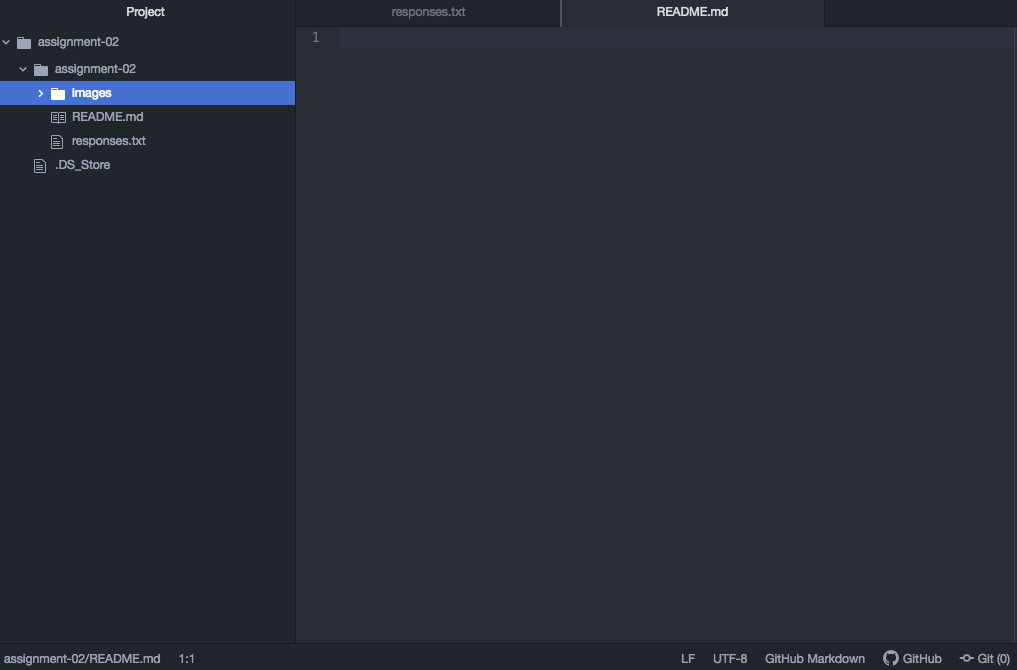 Project
responses.txt
README.md
assignment-02
assignment-02
images
README.md
responses.txt
.DS_Store
1
assignment-02/README.md 1:1
LF UTF-8 GitHub Markdown GitHub Git (0)